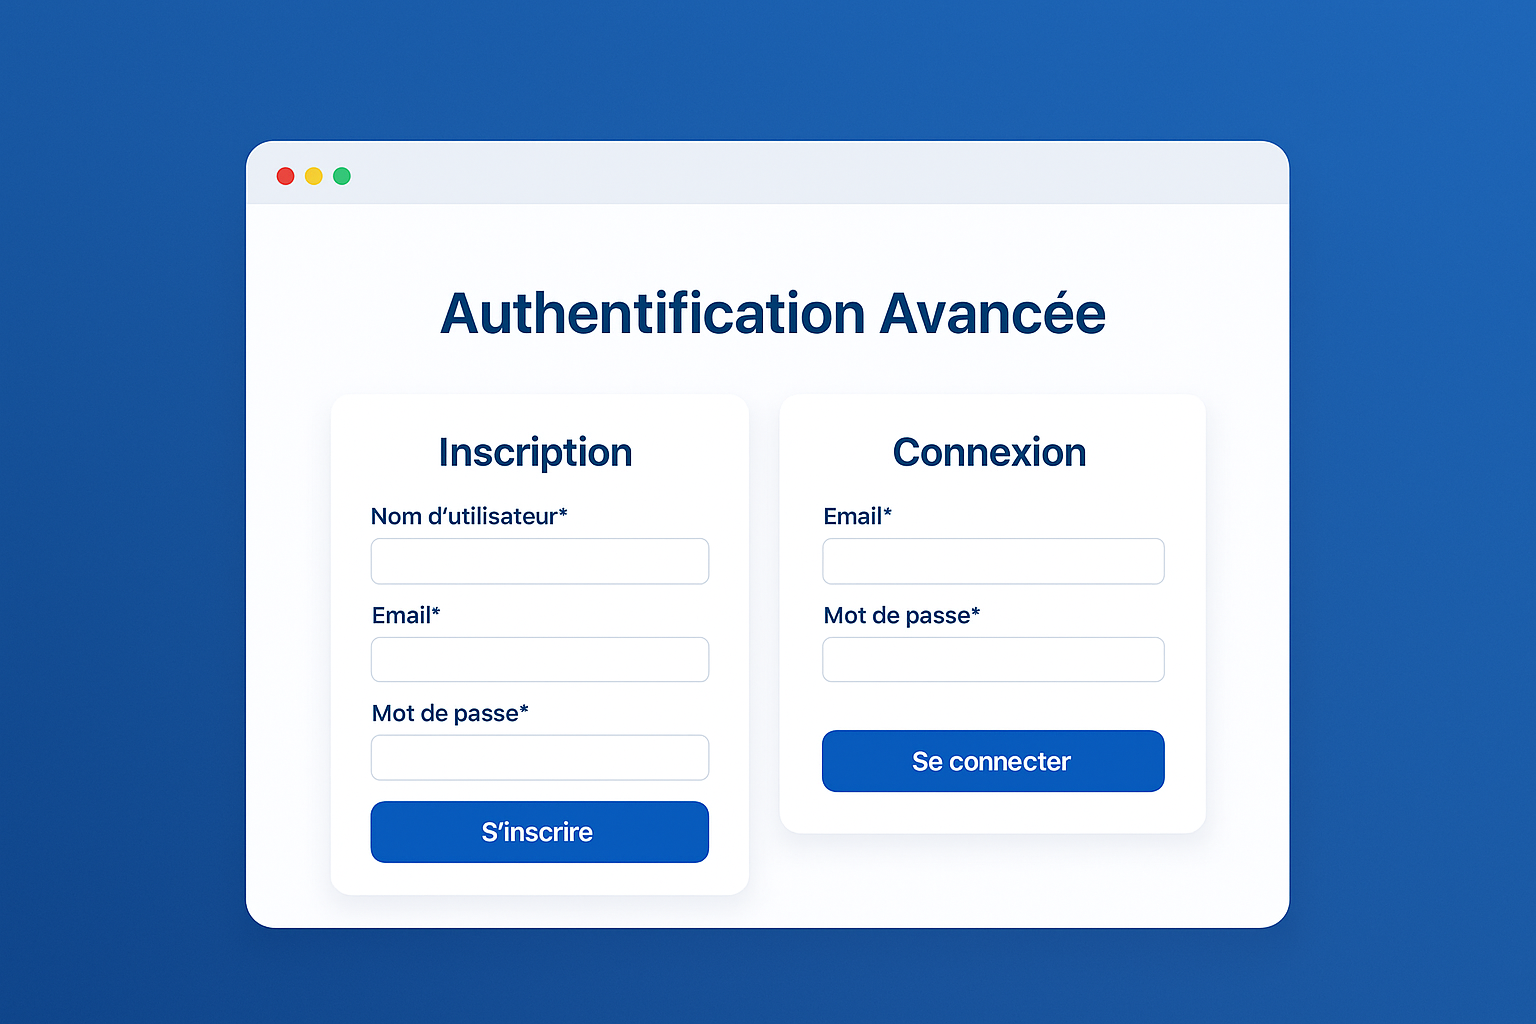 Authentification Avancée
Inscription
Nom d‘utilisateur*
Email*
Mot de passe*
S’inscrire
Connexion
Email*
Mot de passe*
Se connecter